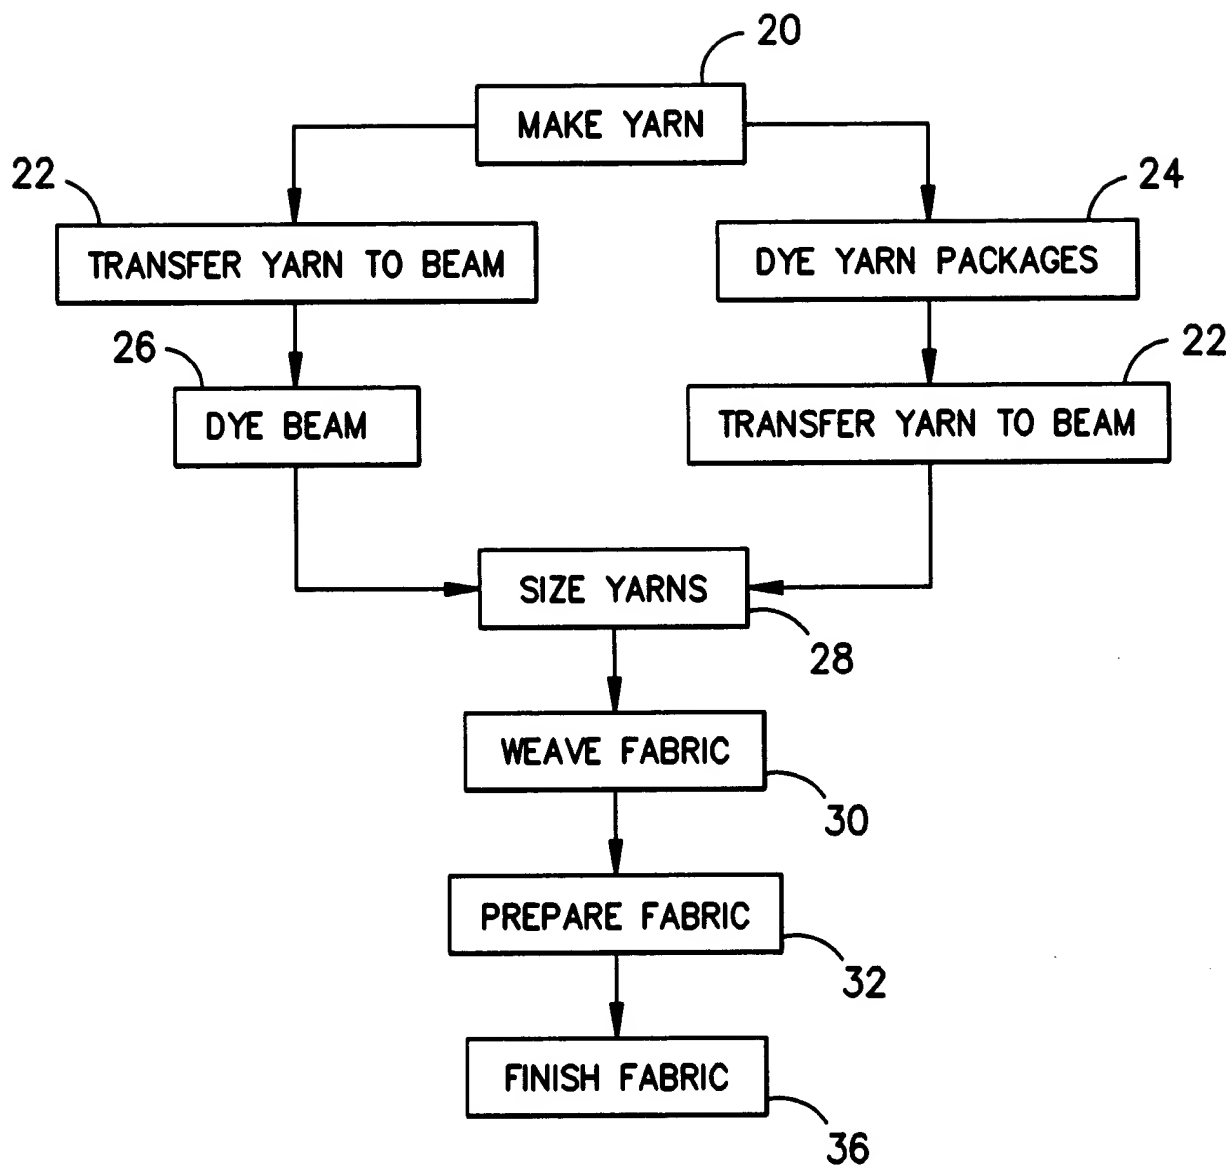 20
MAKE YARN
22
24
TRANSFER YARN TO BEAM
DYE YARN PACKAGES
26
22
DYE BEAM
TRANSFER YARN TO BEAM
SIZE YARNS
28
WEAVE FABRIC
30
PREPARE FABRIC
32
FINISH FABRIC
36